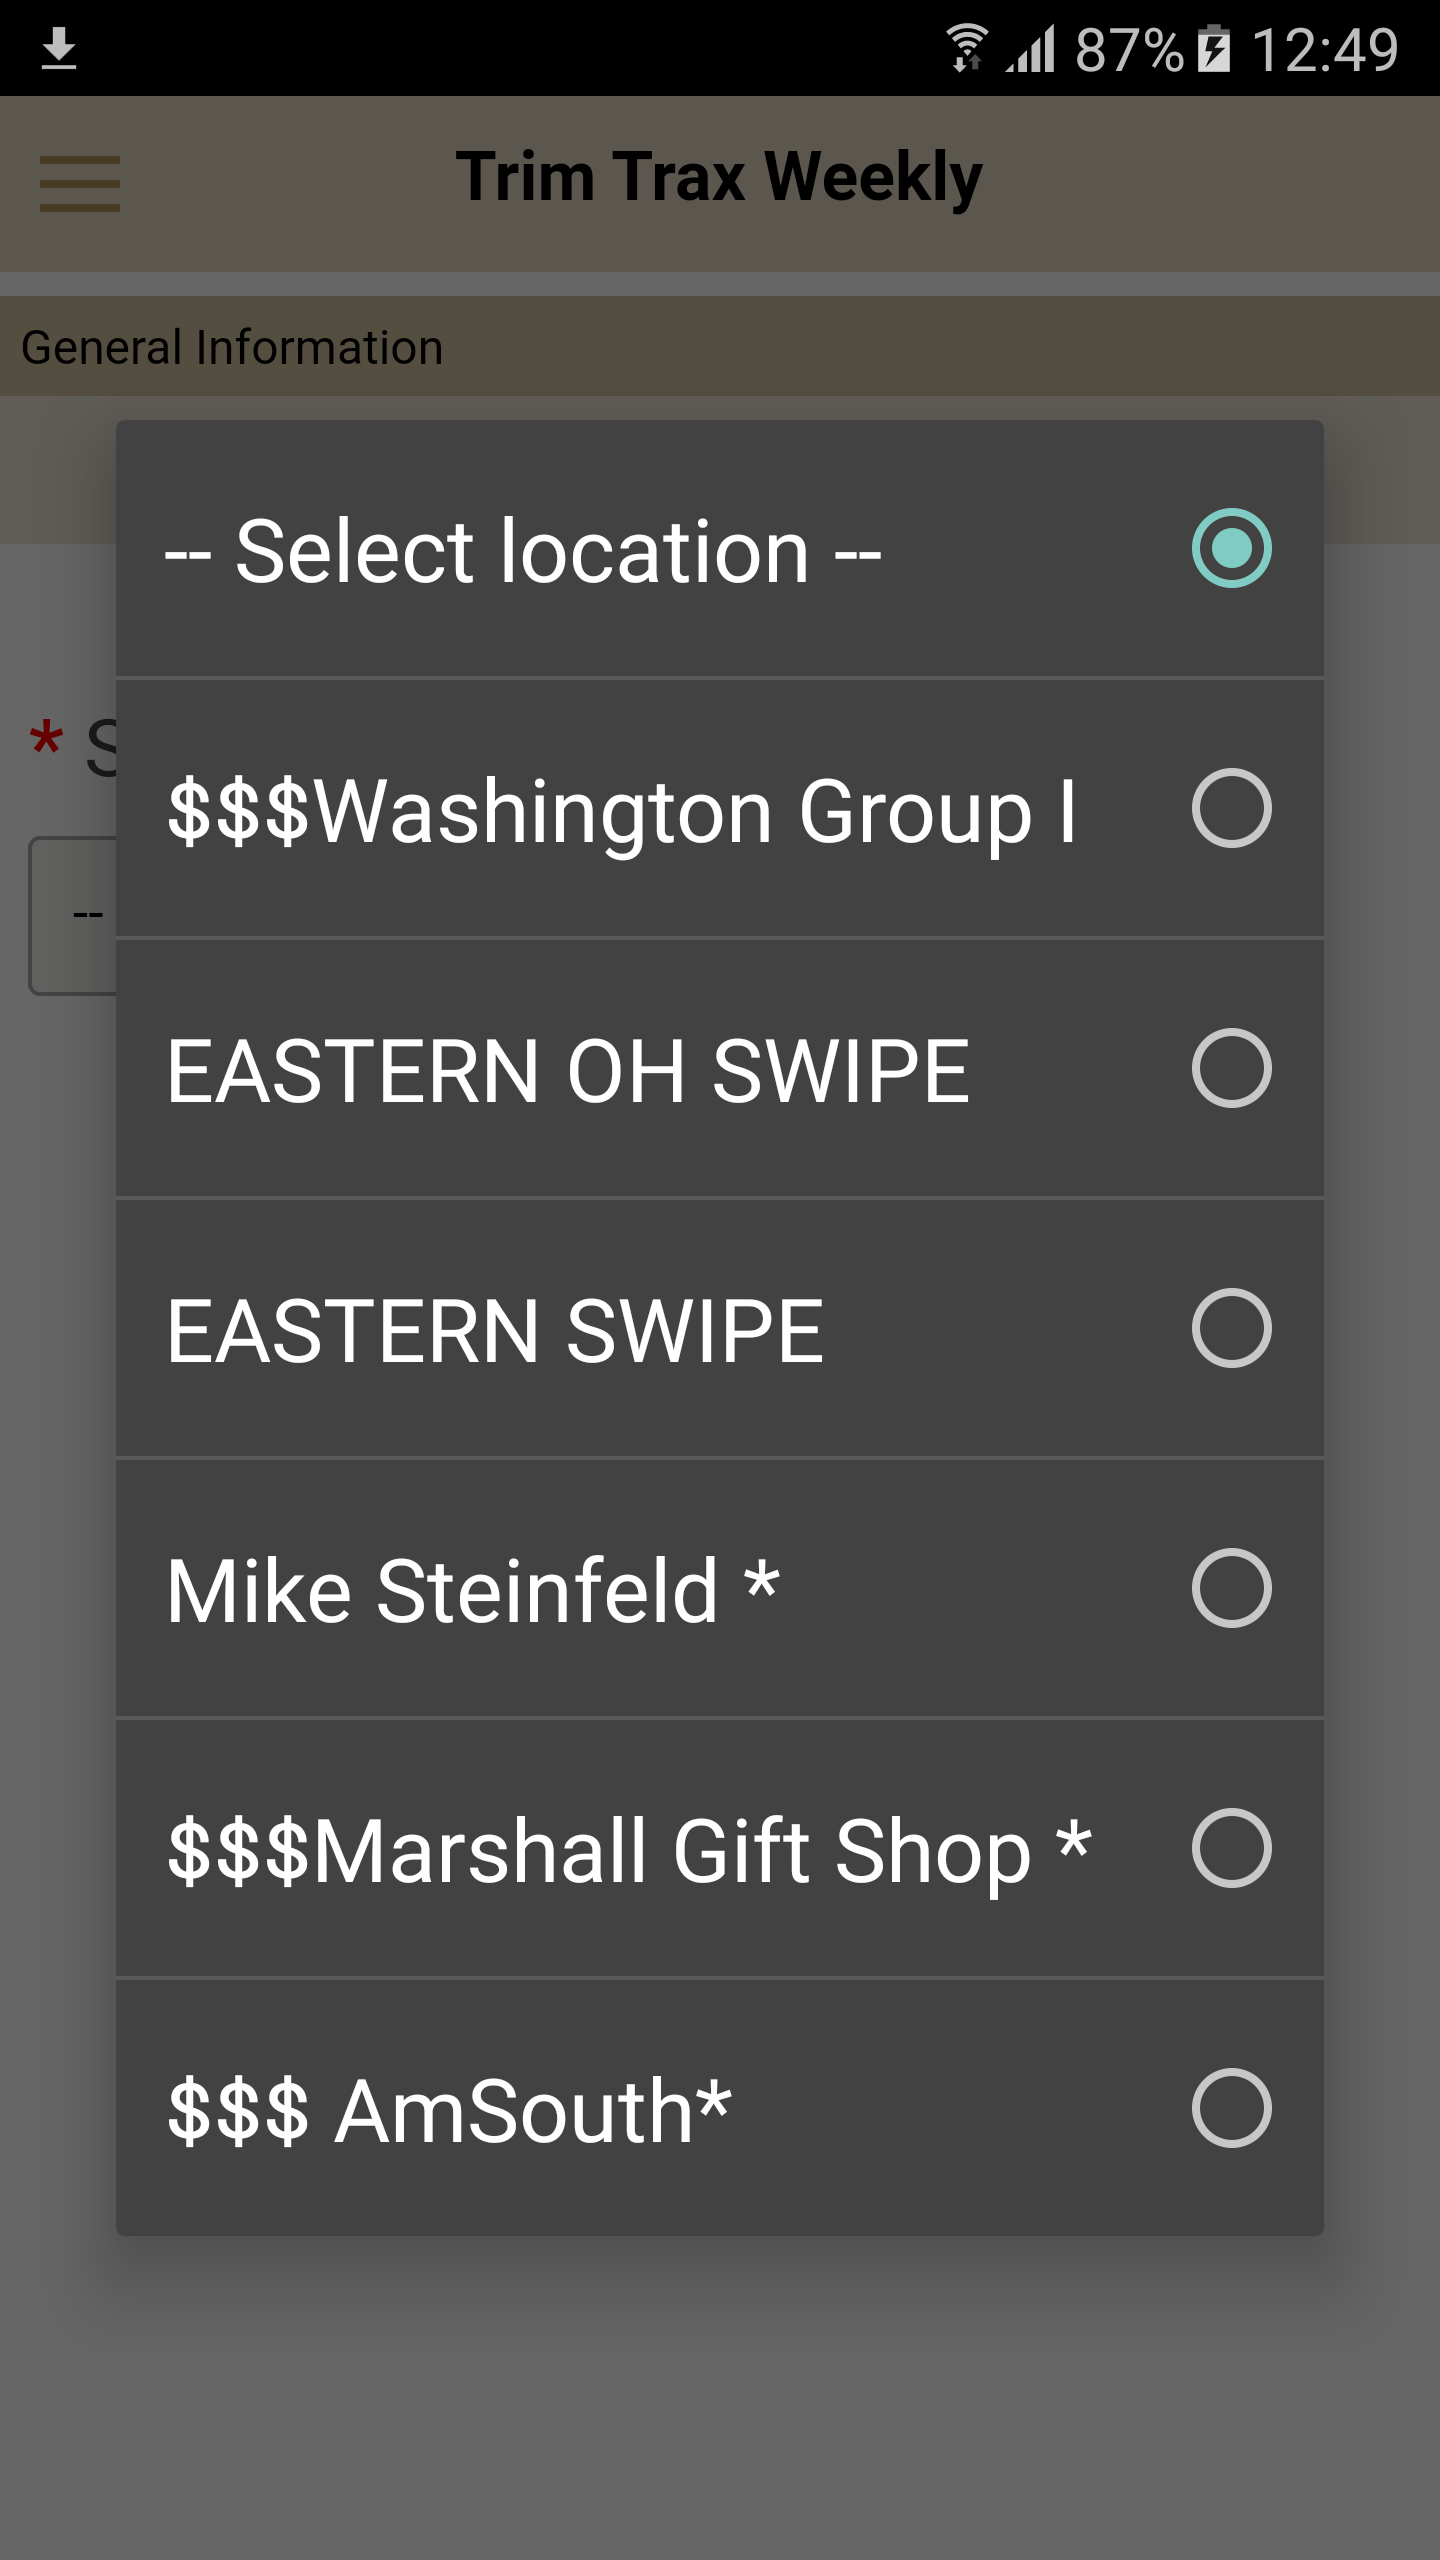 87% 12:49
Trim Trax Weekly
General Information
-- Select location --
* S
$$$Washington Group I
--
EASTERN OH SWIPE
EASTERN SWIPE
Mike Steinfeld *
$$$Marshall Gift Shop *
$$$ AmSouth*